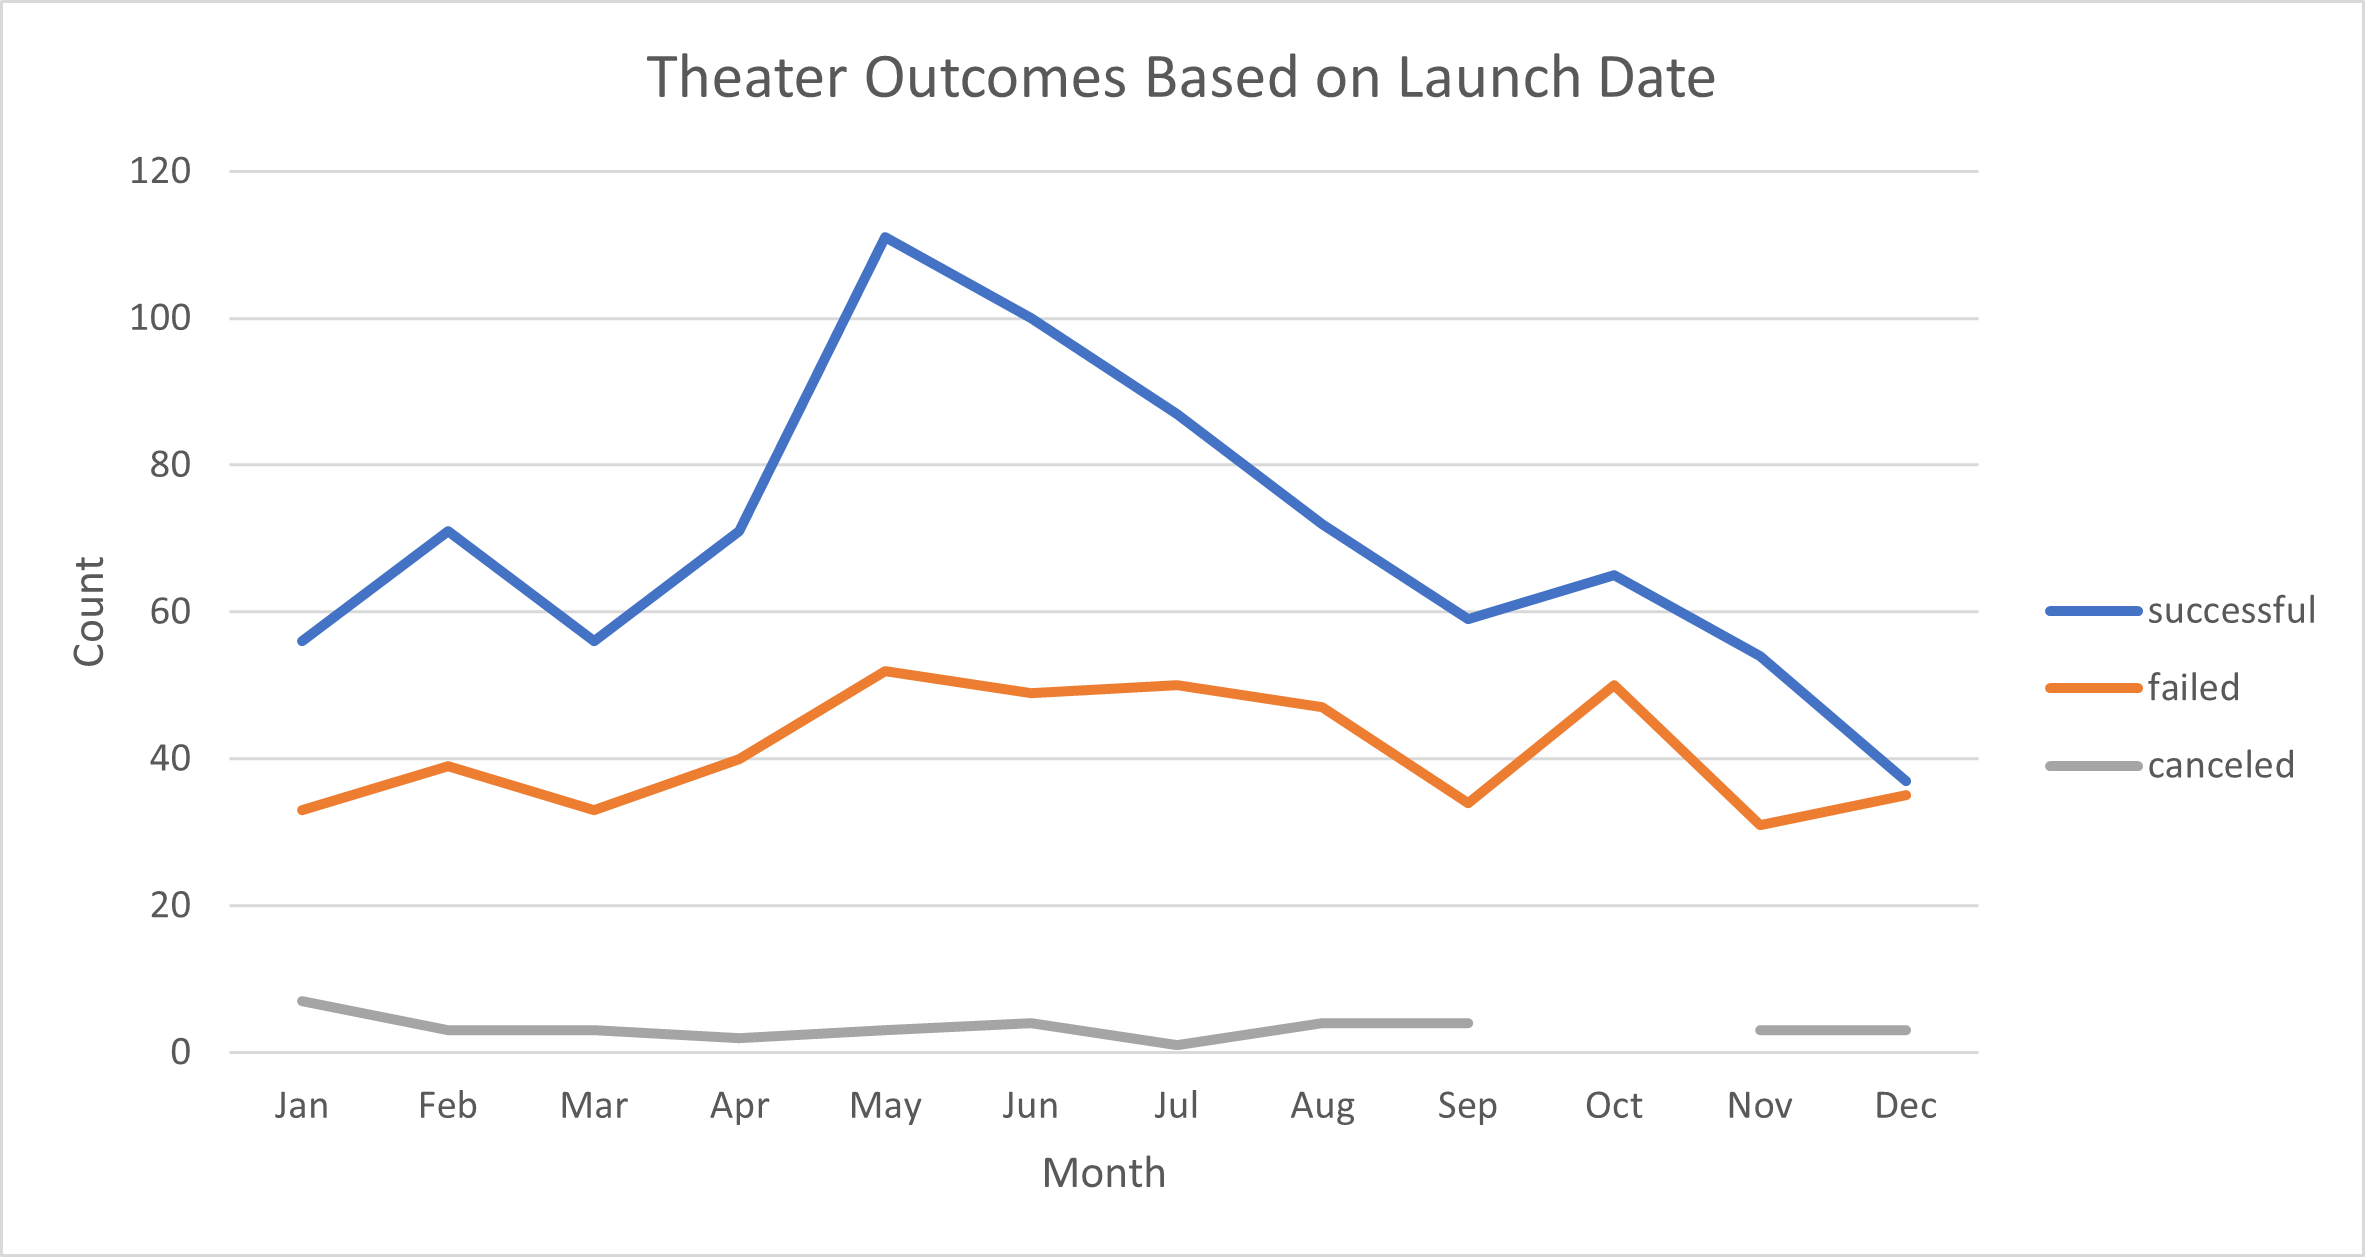 Theater Outcomes Based on Launch Date
120
100
80
60
40
20
0
Count
Jan Feb Mar Apr May Jun Jul Aug Sep Oct Nov Dec
Month
successful
failed
canceled